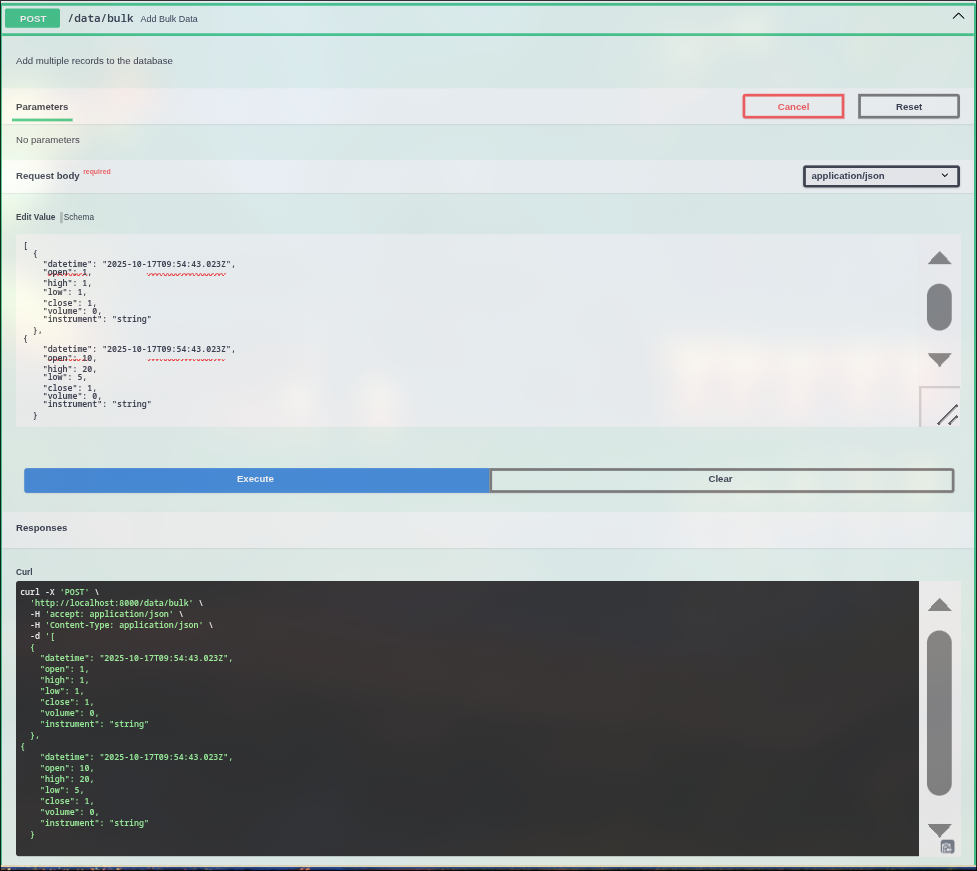 POST /data/bulk Add Bulk Data
Add multiple records to the database
Parameters
Cancel
Reset
No parameters
Request body required
application/json
Edit Value Schema
[
  {
    "datetime": "2025-10-17T09:54:43.023Z",
    "open": 1,
    "high": 1,
    "low": 1,
    "close": 1,
    "volume": 0,
    "instrument": "string"
  },
{
    "datetime": "2025-10-17T09:54:43.023Z",
    "open": 10,
    "high": 20,
    "low": 5,
    "close": 1,
    "volume": 0,
    "instrument": "string"
  }
Execute
Clear
Responses
Curl
curl -X 'POST' \
  'http://localhost:8000/data/bulk' \
  -H 'accept: application/json' \
  -H 'Content-Type: application/json' \
  -d '[
  {
    "datetime": "2025-10-17T09:54:43.023Z",
    "open": 1,
    "high": 1,
    "low": 1,
    "close": 1,
    "volume": 0,
    "instrument": "string"
  },
{
    "datetime": "2025-10-17T09:54:43.023Z",
    "open": 10,
    "high": 20,
    "low": 5,
    "close": 1,
    "volume": 0,
    "instrument": "string"
  }